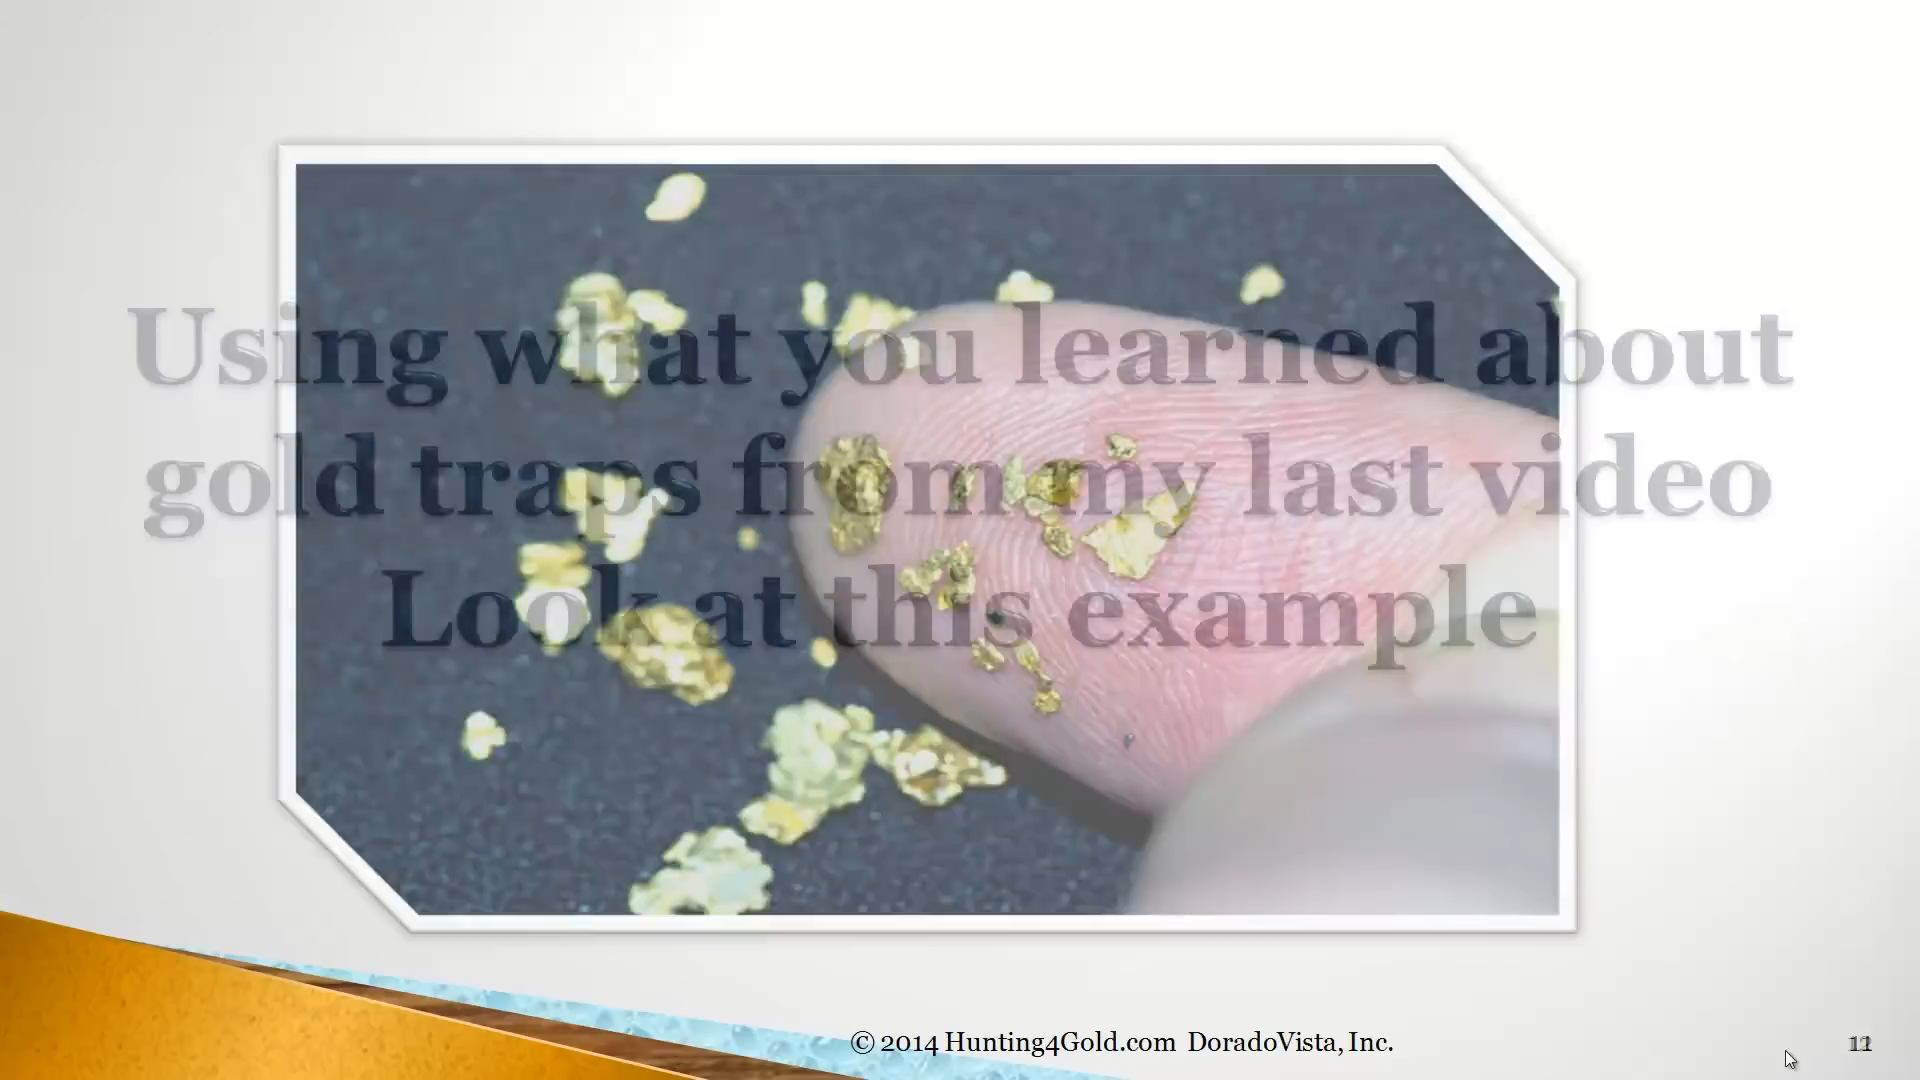 Using what you learned about
gold traps from my last video
Look at this example
© 2014 Hunting4Gold.com DoradoVista, Inc.